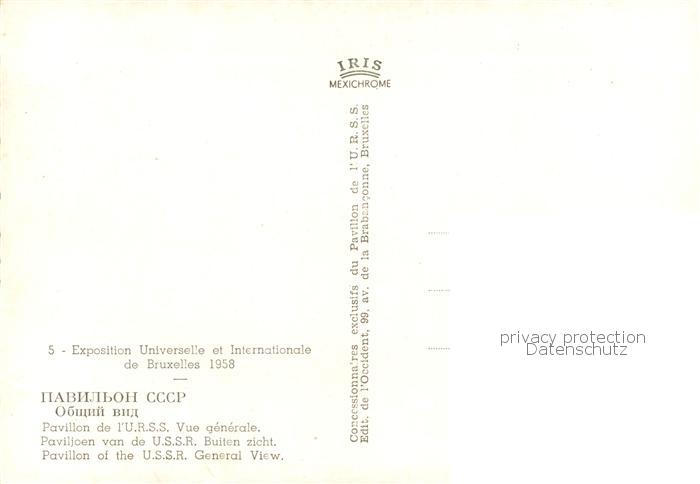 IRIS
MEXICHROME
Concessionnaires exclusifs du Pavillon de l'U.R.S.S.
Edit. de l'Occident, 99, av. de la Brabançonne, Bruxelles
privacy protection
Datenschutz
5 - Exposition Universelle et Internationale
de Bruxelles 1958
ПАВИЛЬОН СССР
Общий вид
Pavillon de l'U.R.S.S. Vue générale.
Paviljoen van de U.S.S.R. Buiten zicht.
Pavillon of the U.S.S.R. General View.